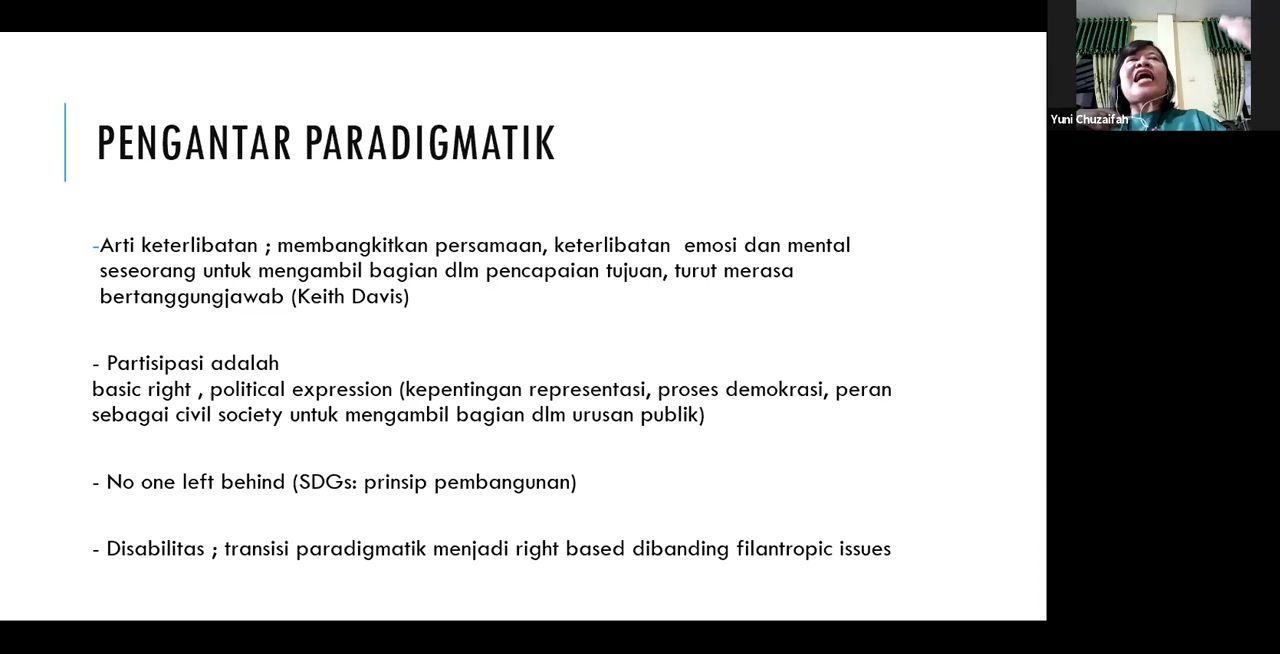 PENGANTAR PARADIGMATIK
-Arti keterlibatan ; membangkitkan persamaan, keterlibatan  emosi dan mental
seseorang untuk mengambil bagian dlm pencapaian tujuan, turut merasa
bertanggungjawab (Keith Davis)
- Partisipasi adalah
basic right , political expression (kepentingan representasi, proses demokrasi, peran
sebagai civil society untuk mengambil bagian dlm urusan publik)
- No one left behind (SDGs: prinsip pembangunan)
- Disabilitas ; transisi paradigmatik menjadi right based dibanding filantropic issues
Yuni Chuzaifah